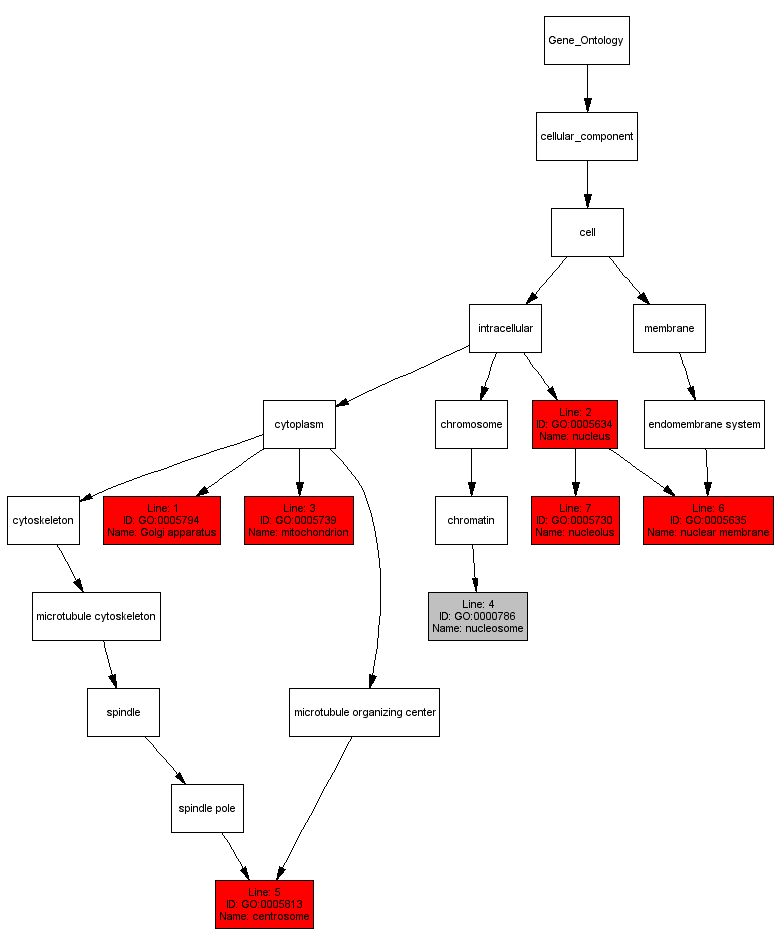 Gene_Ontology
cellular_component
cell
intracellular
membrane
cytoplasm
chromosome
Line: 2
ID: GO:0005634
Name: nucleus
endomembrane system
cytoskeleton
Line: 1
ID: GO:0005794
Name: Golgi apparatus
Line: 3
ID: GO:0005739
Name: mitochondrion
chromatin
Line: 7
ID: GO:0005730
Name: nucleolus
Line: 6
ID: GO:0005635
Name: nuclear membrane
microtubule cytoskeleton
Line: 4
ID: GO:0000786
Name: nucleosome
spindle
microtubule organizing center
spindle pole
Line: 5
ID: GO:0005813
Name: centrosome